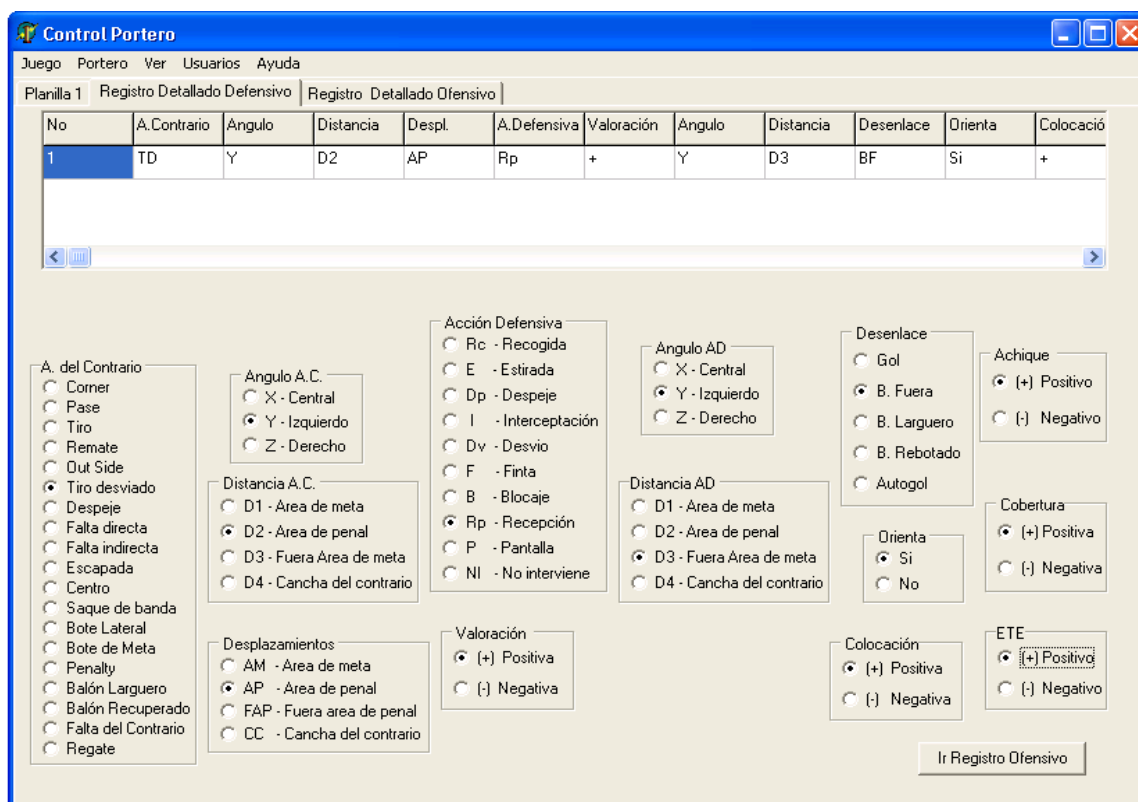 Control Portero
Juego Portero Ver Usuarios Ayuda
Planilla 1 Registro Detallado Defensivo Registro Detallado Ofensivo
No A.Contrario Angulo Distancia Despl. A.Defensiva Valoración Angulo Distancia Desenlace Orienta Colocació
1 TD Y D2 AP Rp + Y D3 BF Si +
A. del Contrario
Corner
Pase
Tiro
Remate
Out Side
Tiro desviado
Despeje
Falta directa
Falta indirecta
Escapada
Centro
Saque de banda
Bote Lateral
Bote de Meta
Penalty
Balón Larguero
Balón Recuperado
Falta del Contrario
Regate
Angulo A.C.
X - Central
Y - Izquierdo
Z - Derecho
Distancia A.C.
D1 - Area de meta
D2 - Area de penal
D3 - Fuera Area de meta
D4 - Cancha del contrario
Desplazamientos
AM - Area de meta
AP - Area de penal
FAP - Fuera area de penal
CC - Cancha del contrario
Acción Defensiva
Rc - Recogida
E - Estirada
Dp - Despeje
I - Interceptación
Dv - Desvio
F - Finta
B - Blocaje
Rp - Recepción
P - Pantalla
NI - No interviene
Valoración
(+) Positiva
(-) Negativa
Angulo AD
X - Central
Y - Izquierdo
Z - Derecho
Distancia AD
D1 - Area de meta
D2 - Area de penal
D3 - Fuera Area de meta
D4 - Cancha del contrario
Desenlace
Gol
B. Fuera
B. Larguero
B. Rebotado
Autogol
Orienta
Si
No
Colocación
(+) Positiva
(-) Negativa
Achique
(+) Positivo
(-) Negativo
Cobertura
(+) Positiva
(-) Negativa
ETE
(+) Positivo
(-) Negativo
Ir Registro Ofensivo